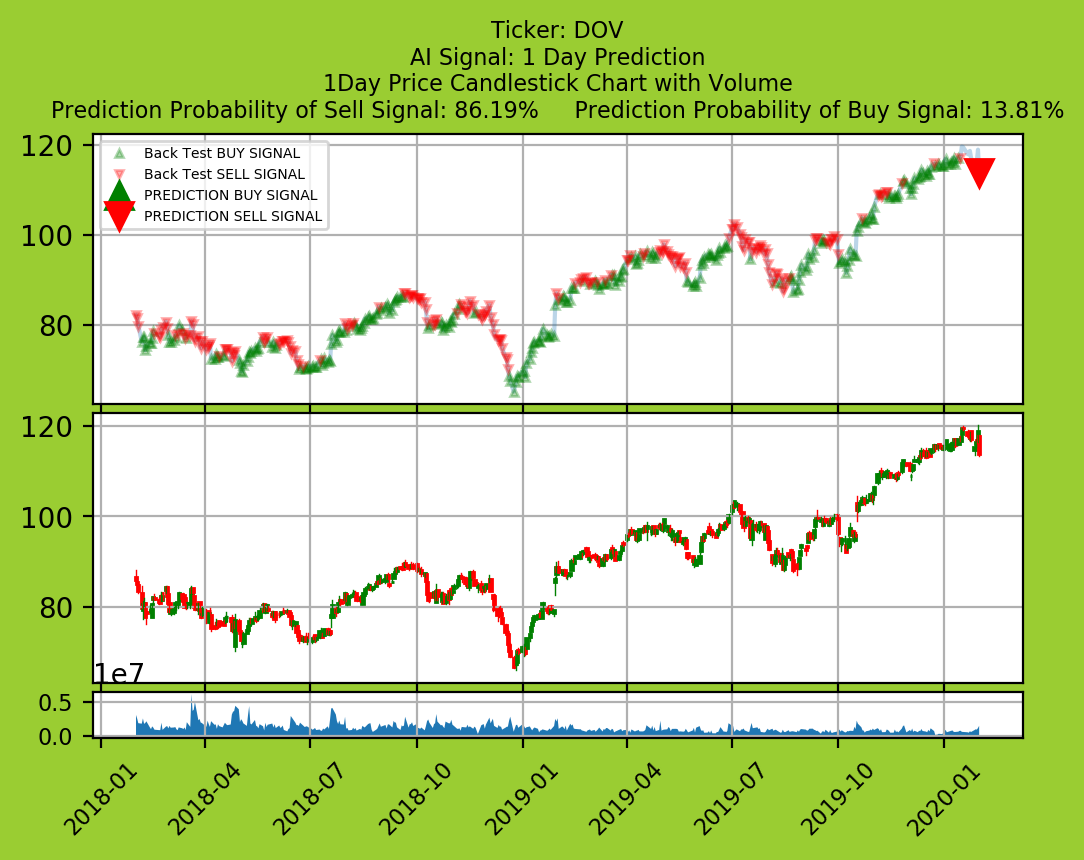 Ticker: DOV
AI Signal: 1 Day Prediction
1Day Price Candlestick Chart with Volume
Prediction Probability of Sell Signal: 86.19%     Prediction Probability of Buy Signal: 13.81%
120
100
80
Back Test BUY SIGNAL
Back Test SELL SIGNAL
PREDICTION BUY SIGNAL
PREDICTION SELL SIGNAL
120
100
80
1e7
0.5
0.0
2018-01
2018-04
2018-07
2018-10
2019-01
2019-04
2019-07
2019-10
2020-01